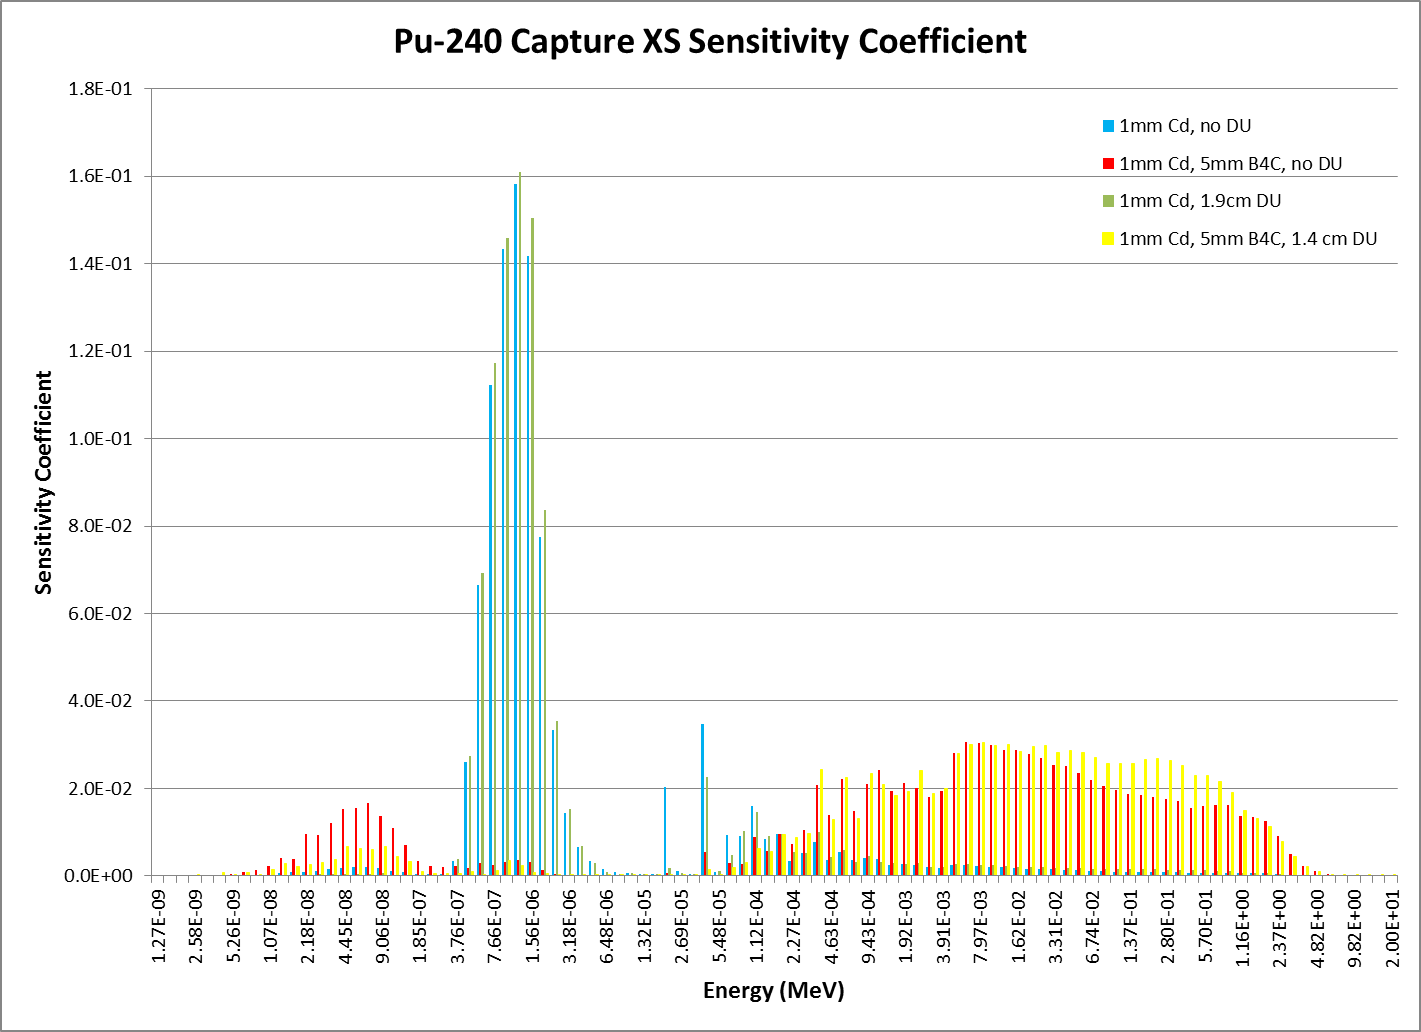 Pu-240 Capture XS Sensitivity Coefficient
1.8E-01
1.6E-01
1.4E-01
1.2E-01
1.0E-01
8.0E-02
6.0E-02
4.0E-02
2.0E-02
0.0E+00
Sensitivity Coefficient
1mm Cd, no DU
1mm Cd, 5mm B4C, no DU
1mm Cd, 1.9cm DU
1mm Cd, 5mm B4C, 1.4 cm DU
1.27E-09
2.58E-09
5.26E-09
1.07E-08
2.18E-08
4.45E-08
9.06E-08
1.85E-07
3.76E-07
7.66E-07
1.56E-06
3.18E-06
6.48E-06
1.32E-05
2.69E-05
5.48E-05
1.12E-04
2.27E-04
4.63E-04
9.43E-04
1.92E-03
3.91E-03
7.97E-03
1.62E-02
3.31E-02
6.74E-02
1.37E-01
2.80E-01
5.70E-01
1.16E+00
2.37E+00
4.82E+00
9.82E+00
2.00E+01
Energy (MeV)